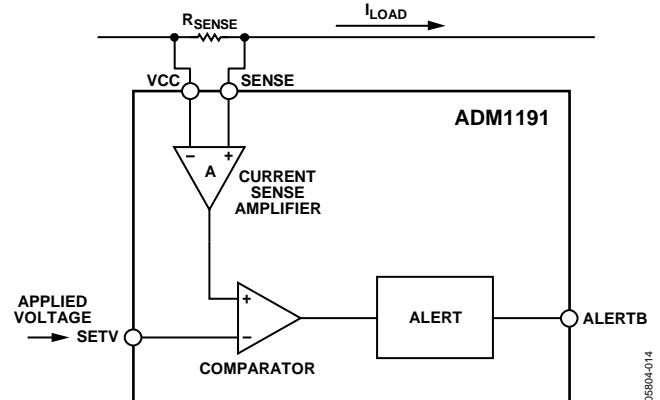 RSENSE
ILOAD
VCC
SENSE
ADM1191
− +
A
CURRENT
SENSE
AMPLIFIER
APPLIED
VOLTAGE
SETV
+
−
COMPARATOR
ALERT
ALERTB
05804-014